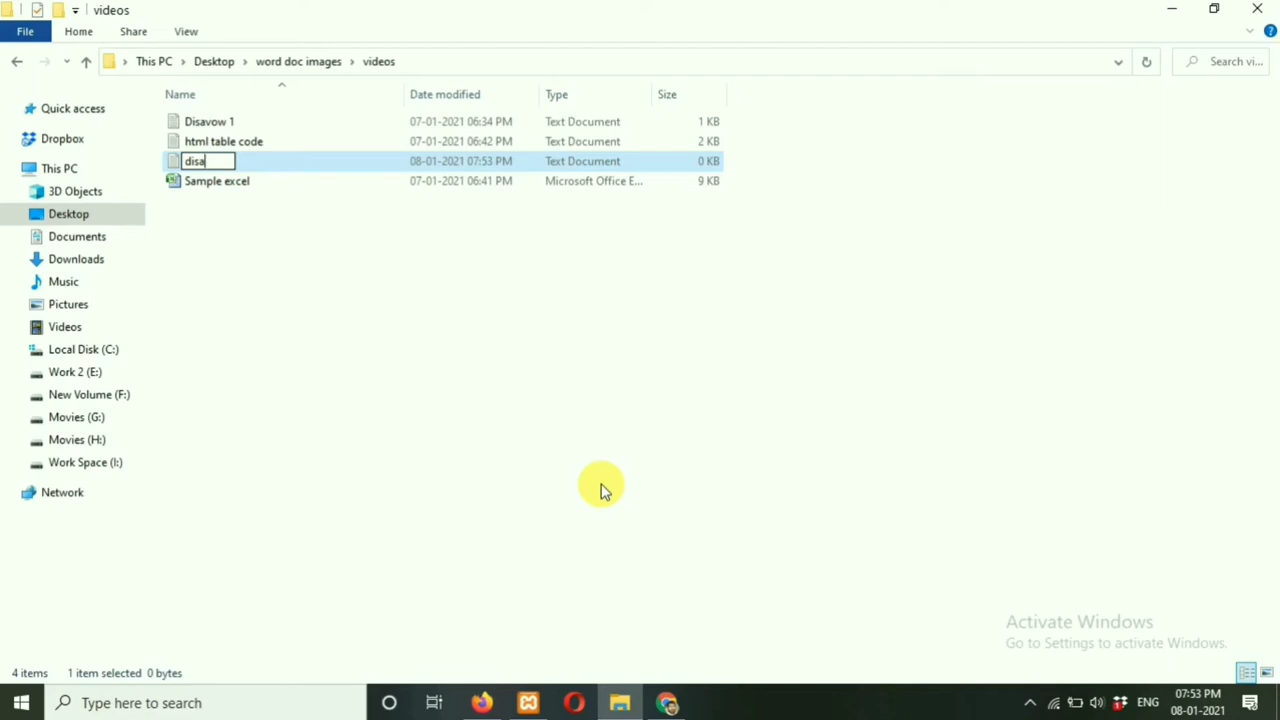 videos
File Home Share View
This PC Desktop word doc images videos Search vi...
Name Date modified Type Size
Quick access
Dropbox
This PC
3D Objects
Desktop
Documents
Downloads
Music
Pictures
Videos
Local Disk (C:)
Work 2 (E:)
New Volume (F:)
Movies (G:)
Movies (H:)
Work Space (I:)
Network
Disavow 1 07-01-2021 06:34 PM Text Document 1 KB
html table code 07-01-2021 06:42 PM Text Document 2 KB
disa 08-01-2021 07:53 PM Text Document 0 KB
Sample excel 07-01-2021 06:41 PM Microsoft Office E... 9 KB
Activate Windows
Go to Settings to activate Windows.
4 items 1 item selected 0 bytes
Type here to search
ENG
07:53 PM
08-01-2021